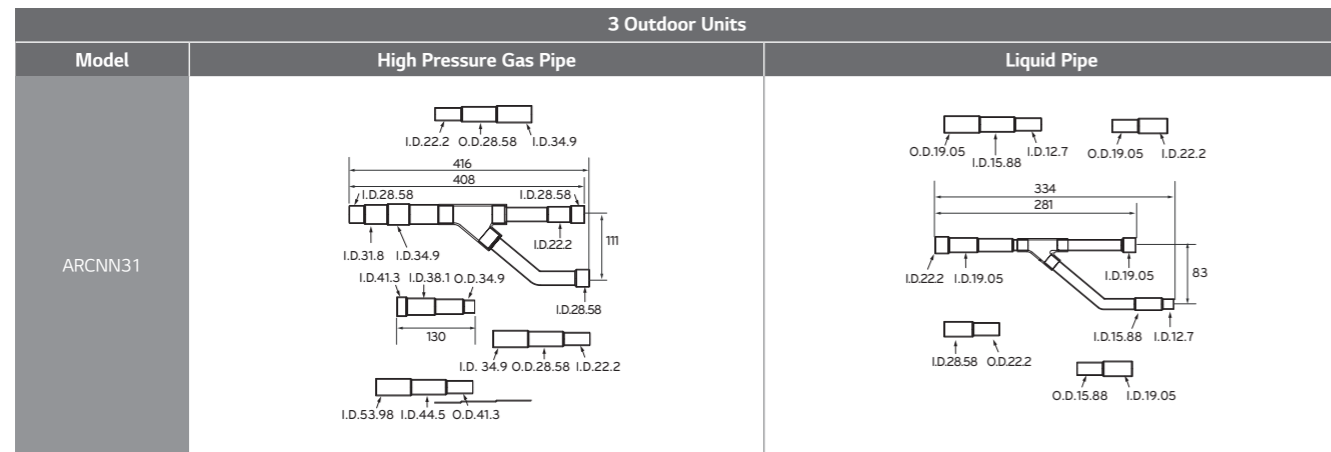 3 Outdoor Units
Model High Pressure Gas Pipe Liquid Pipe
ARCNN31
I.D.22.2 O.D.28.58 I.D.34.9
416
408
I.D.28.58 I.D.28.58
I.D.22.2
111
I.D.31.8 I.D.34.9
I.D.41.3 I.D.38.1 O.D.34.9
I.D.28.58
130
I.D. 34.9 O.D.28.58 I.D.22.2
I.D.53.98 I.D.44.5 O.D.41.3
O.D.19.05 I.D.15.88 I.D.12.7
O.D.19.05 I.D.22.2
334
281
I.D.22.2 I.D.19.05 I.D.19.05
83
I.D.15.88 I.D.12.7
I.D.28.58 O.D.22.2
O.D.15.88 I.D.19.05